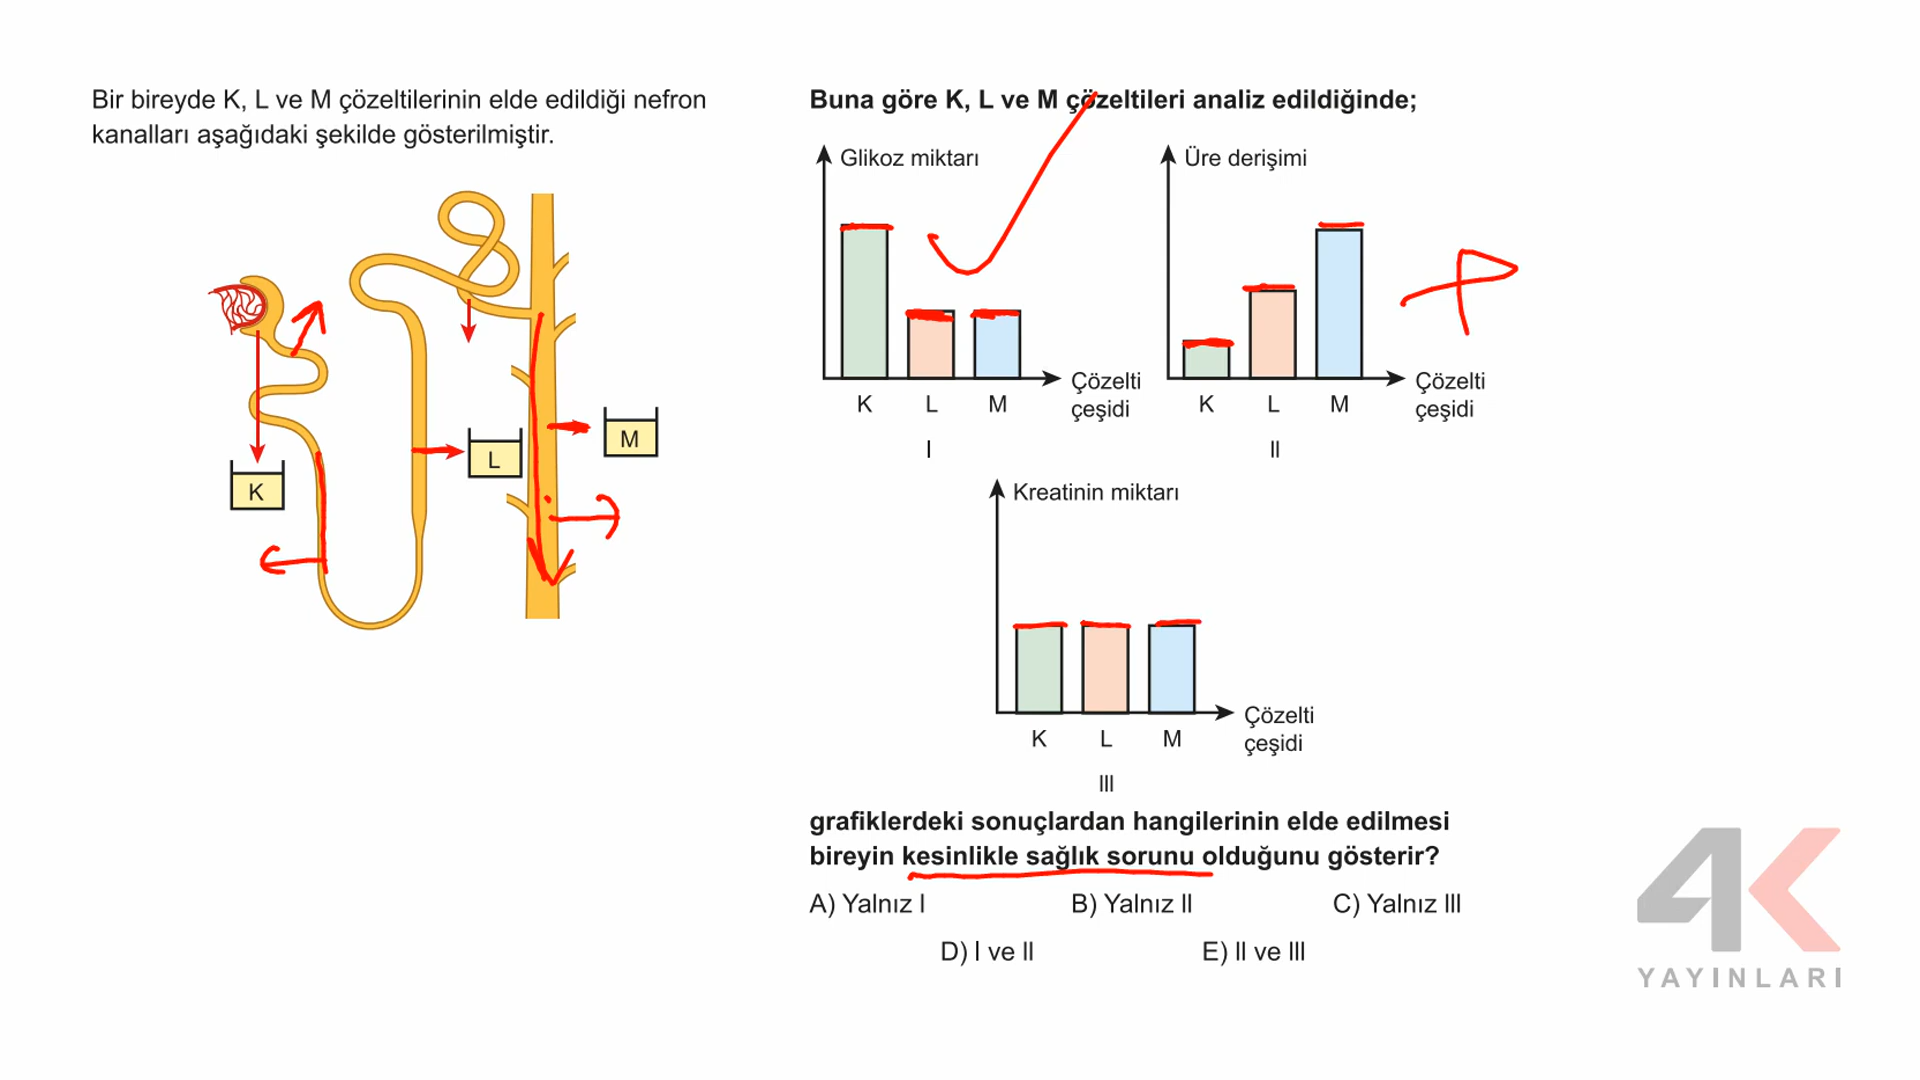 Bir bireyde K, L ve M çözeltilerinin elde edildiği nefron
kanalları aşağıdaki şekilde gösterilmiştir.
K
L
M
Buna göre K, L ve M çözeltileri analiz edildiğinde;
Glikoz miktarı
K L M
Çözelti
çeşidi
I
Üre derişimi
K L M
Çözelti
çeşidi
II
Kreatinin miktarı
K L M
Çözelti
çeşidi
III
grafiklerdeki sonuçlardan hangilerinin elde edilmesi
bireyin kesinlikle sağlık sorunu olduğunu gösterir?
A) Yalnız I B) Yalnız II C) Yalnız III
D) I ve II E) II ve III
4K
YAYINLARI